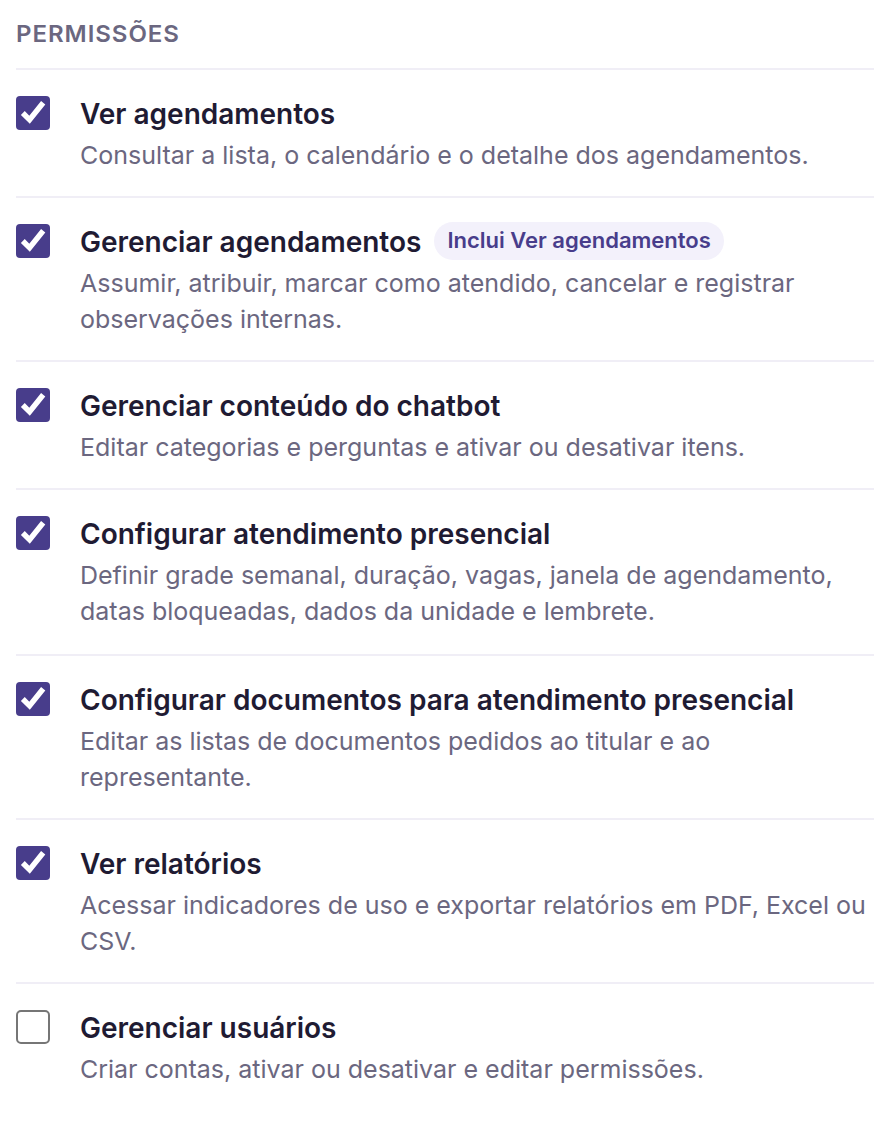 PERMISSÕES
Ver agendamentos
Consultar a lista, o calendário e o detalhe dos agendamentos.
Gerenciar agendamentos Inclui Ver agendamentos
Assumir, atribuir, marcar como atendido, cancelar e registrar
observações internas.
Gerenciar conteúdo do chatbot
Editar categorias e perguntas e ativar ou desativar itens.
Configurar atendimento presencial
Definir grade semanal, duração, vagas, janela de agendamento,
datas bloqueadas, dados da unidade e lembrete.
Configurar documentos para atendimento presencial
Editar as listas de documentos pedidos ao titular e ao
representante.
Ver relatórios
Acessar indicadores de uso e exportar relatórios em PDF, Excel ou
CSV.
Gerenciar usuários
Criar contas, ativar ou desativar e editar permissões.